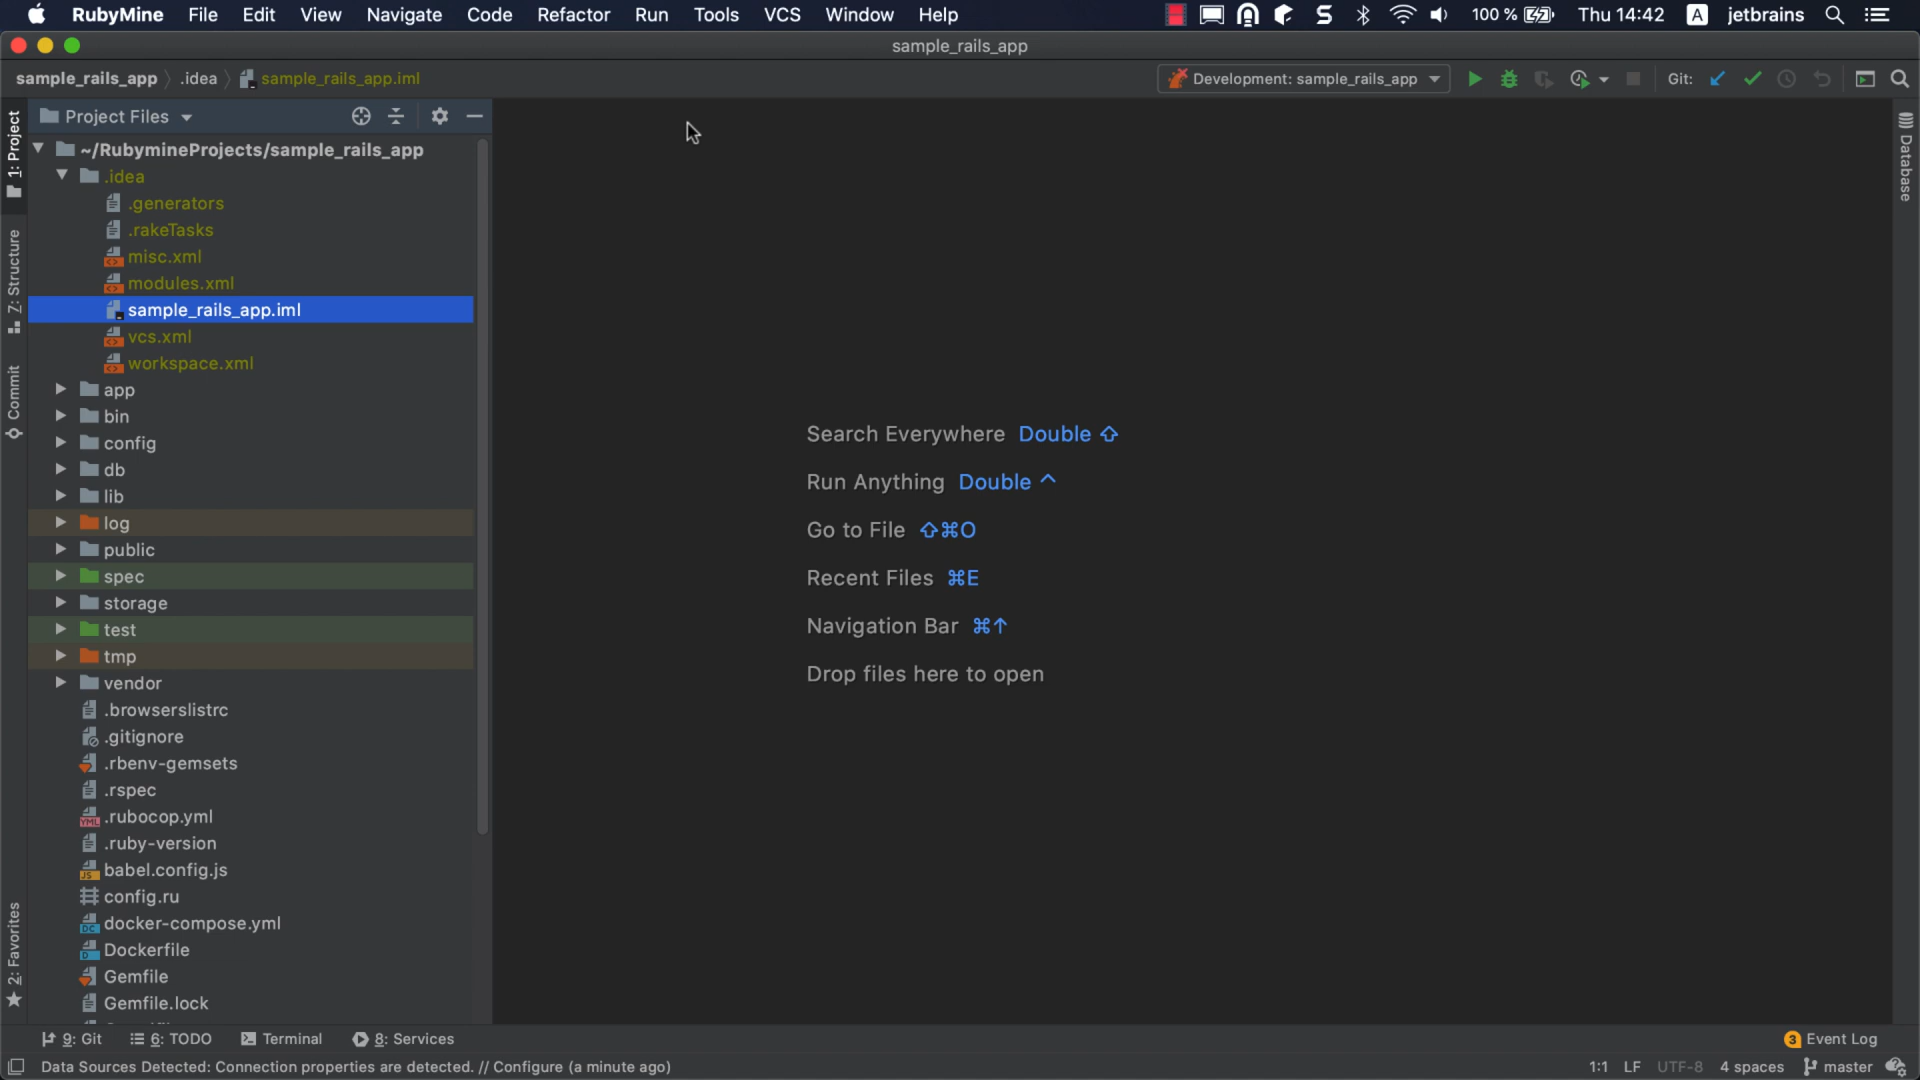 RubyMine File Edit View Navigate Code Refactor Run Tools VCS Window Help 100 % Thu 14:42 A jetbrains
sample_rails_app
sample_rails_app .idea sample_rails_app.iml Development: sample_rails_app Git:
1: Project
Z: Structure
Commit
2: Favorites
Project Files
~/RubymineProjects/sample_rails_app
.idea
.generators
.rakeTasks
misc.xml
modules.xml
sample_rails_app.iml
vcs.xml
workspace.xml
app
bin
config
db
lib
log
public
spec
storage
test
tmp
vendor
.browserslistrc
.gitignore
.rbenv-gemsets
.rspec
.rubocop.yml
.ruby-version
babel.config.js
config.ru
docker-compose.yml
Dockerfile
Gemfile
Gemfile.lock
Search Everywhere Double ⇧
Run Anything Double ^
Go to File ⇧⌘O
Recent Files ⌘E
Navigation Bar ⌘↑
Drop files here to open
Database
9: Git 6: TODO Terminal 8: Services 3 Event Log
Data Sources Detected: Connection properties are detected. // Configure (a minute ago) 1:1 LF UTF-8 4 spaces master